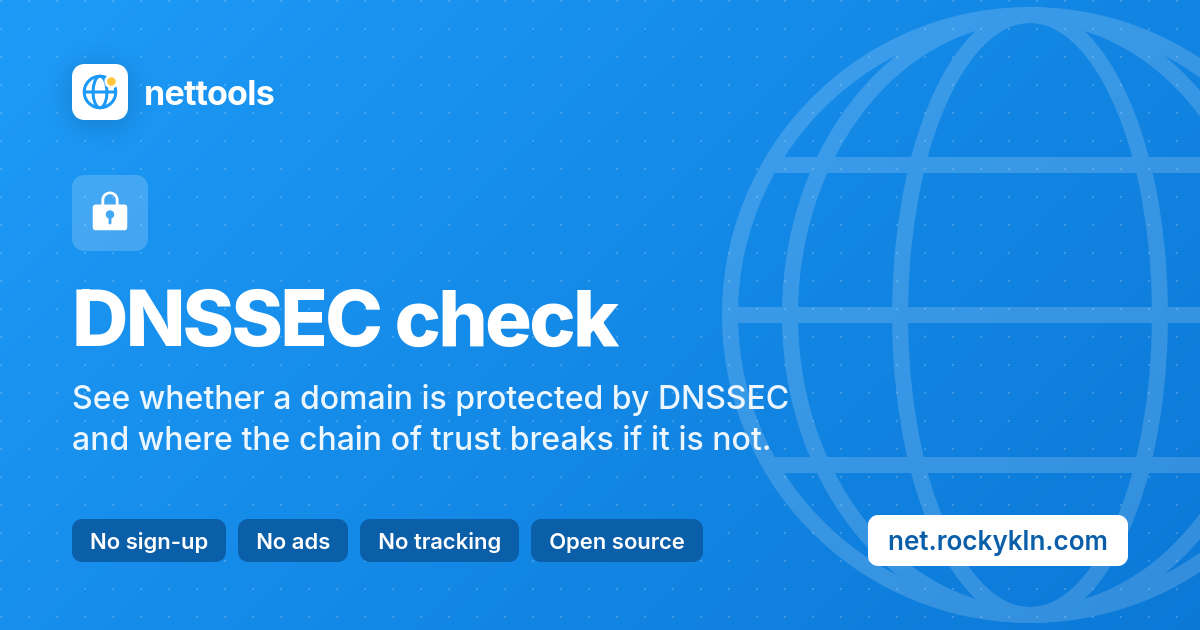 nettools
DNSSEC check
See whether a domain is protected by DNSSEC
and where the chain of trust breaks if it is not.
No sign-up
No ads
No tracking
Open source
net.rockykln.com